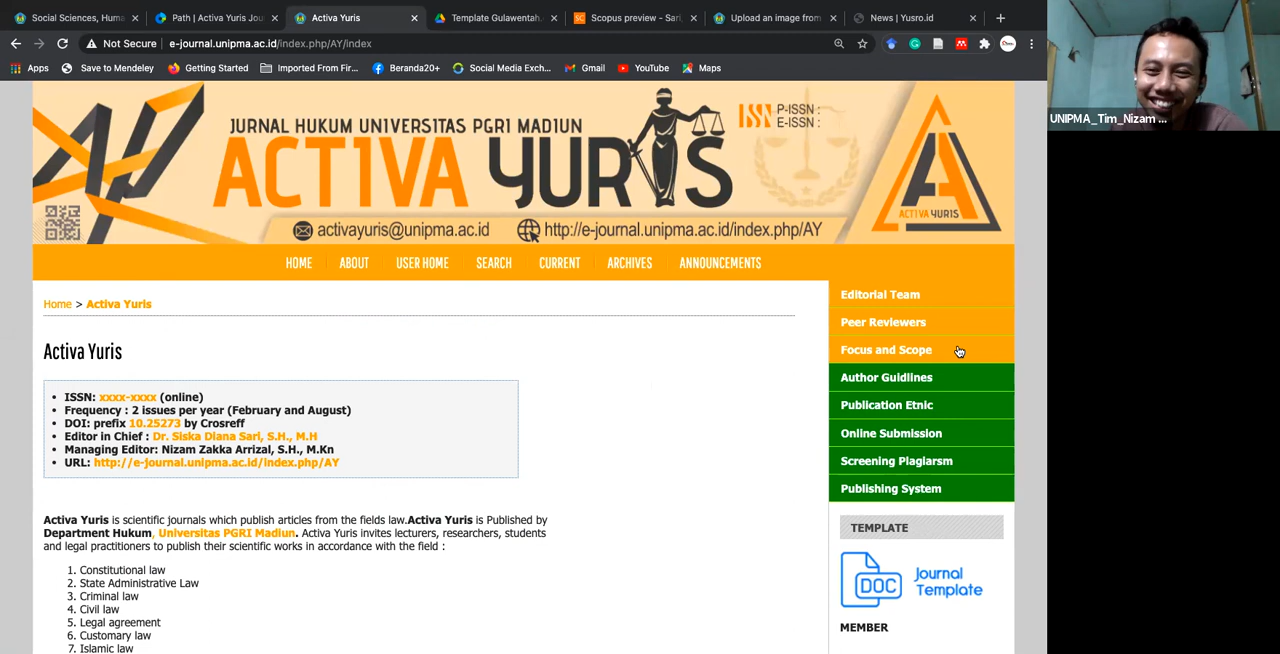 Social Sciences, Huma
Path | Activa Yuris Jou
Activa Yuris
Template Gulawentah.
Scopus preview - Sari,
Upload an image from
News | Yusro.id
Not Secure | e-journal.unipma.ac.id/index.php/AY/index
Apps
Save to Mendeley
Getting Started
Imported From Fir...
Beranda20+
Social Media Exch...
Gmail
YouTube
Maps
UNIPMA_Tim_Nizam ...
JURNAL HUKUM UNIVERSITAS PGRI MADIUN
ACTIVA YURIS
ISSN
P-ISSN :
E-ISSN :
ACTIVA YURIS
activayuris@unipma.ac.id
http://e-journal.unipma.ac.id/index.php/AY
HOME
ABOUT
USER HOME
SEARCH
CURRENT
ARCHIVES
ANNOUNCEMENTS
Home > Activa Yuris
Activa Yuris
• ISSN: xxxx-xxxx (online)
• Frequency : 2 issues per year (February and August)
• DOI: prefix 10.25273 by Crosreff
• Editor in Chief : Dr. Siska Diana Sari, S.H., M.H
• Managing Editor: Nizam Zakka Arrizal, S.H., M.Kn
• URL: http://e-journal.unipma.ac.id/index.php/AY
Activa Yuris is scientific journals which publish articles from the fields law.Activa Yuris is Published by
Department Hukum, Universitas PGRI Madiun. Activa Yuris invites lecturers, researchers, students
and legal practitioners to publish their scientific works in accordance with the field :
1. Constitutional law
2. State Administrative Law
3. Criminal law
4. Civil law
5. Legal agreement
6. Customary law
7. Islamic law
Editorial Team
Peer Reviewers
Focus and Scope
Author Guidlines
Publication Etnic
Online Submission
Screening Plagiarsm
Publishing System
TEMPLATE
DOC
Journal
Template
MEMBER